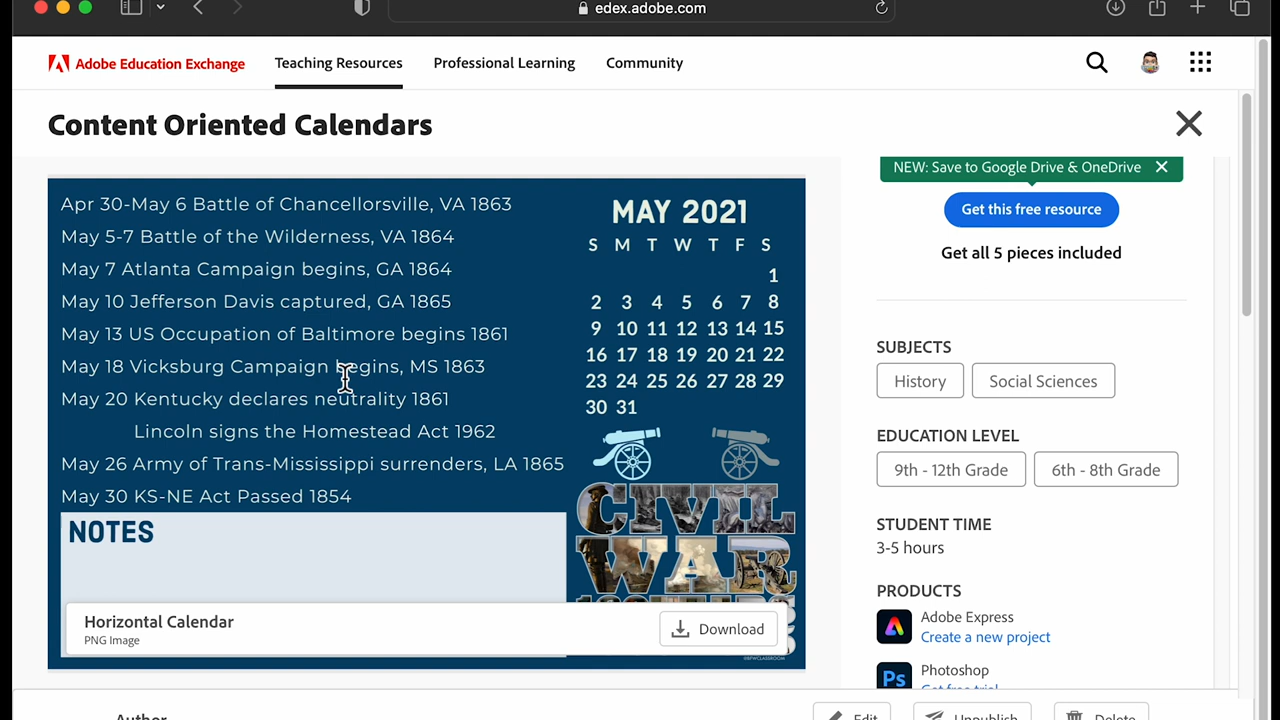 edex.adobe.com
Adobe Education Exchange
Teaching Resources
Professional Learning
Community
Content Oriented Calendars
Apr 30-May 6 Battle of Chancellorsville, VA 1863
May 5-7 Battle of the Wilderness, VA 1864
May 7 Atlanta Campaign begins, GA 1864
May 10 Jefferson Davis captured, GA 1865
May 13 US Occupation of Baltimore begins 1861
May 18 Vicksburg Campaign begins, MS 1863
May 20 Kentucky declares neutrality 1861
Lincoln signs the Homestead Act 1962
May 26 Army of Trans-Mississippi surrenders, LA 1865
May 30 KS-NE Act Passed 1854
NOTES
MAY 2021
S M T W T F S
1
2 3 4 5 6 7 8
9 10 11 12 13 14 15
16 17 18 19 20 21 22
23 24 25 26 27 28 29
30 31
CIVIL
WAR
@BPWCLASSROOM
Horizontal Calendar
PNG Image
Download
NEW: Save to Google Drive & OneDrive
Get this free resource
Get all 5 pieces included
SUBJECTS
History
Social Sciences
EDUCATION LEVEL
9th - 12th Grade
6th - 8th Grade
STUDENT TIME
3-5 hours
PRODUCTS
Adobe Express
Create a new project
Ps
Photoshop
Get free trial
Author
Edit
Unpublish
Delete